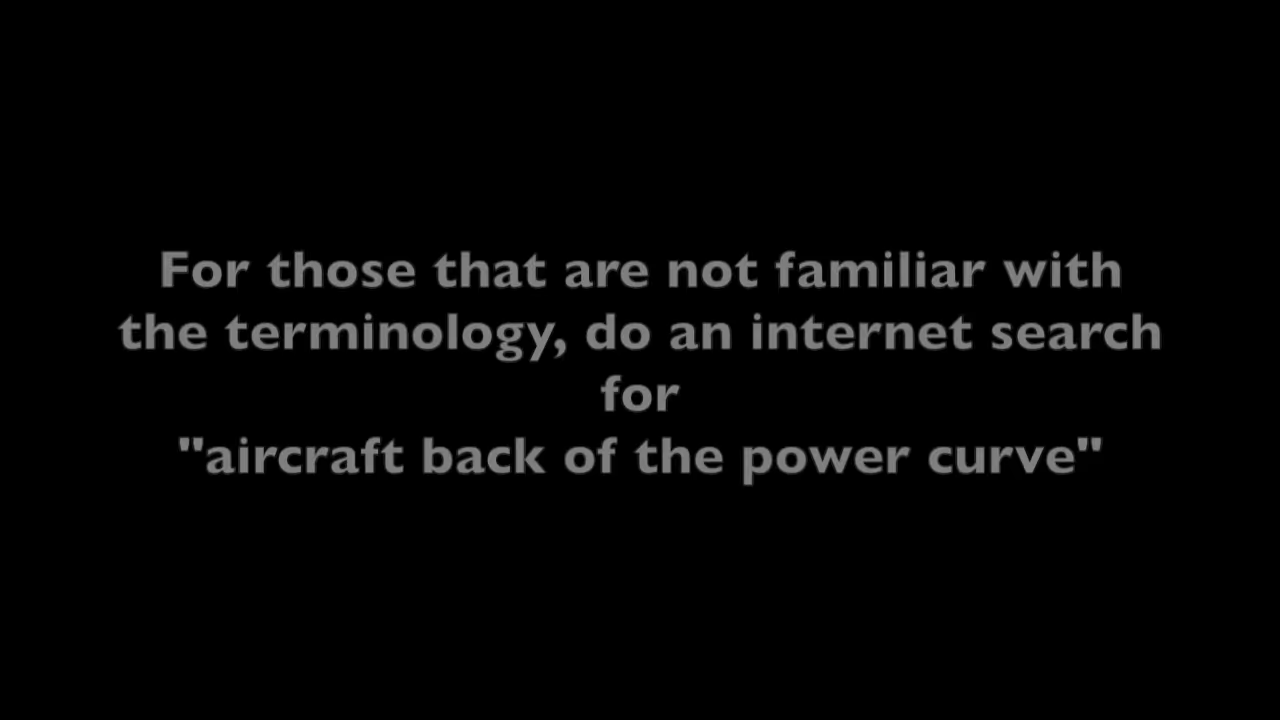 For those that are not familiar with
the terminology, do an internet search
for
"aircraft back of the power curve"